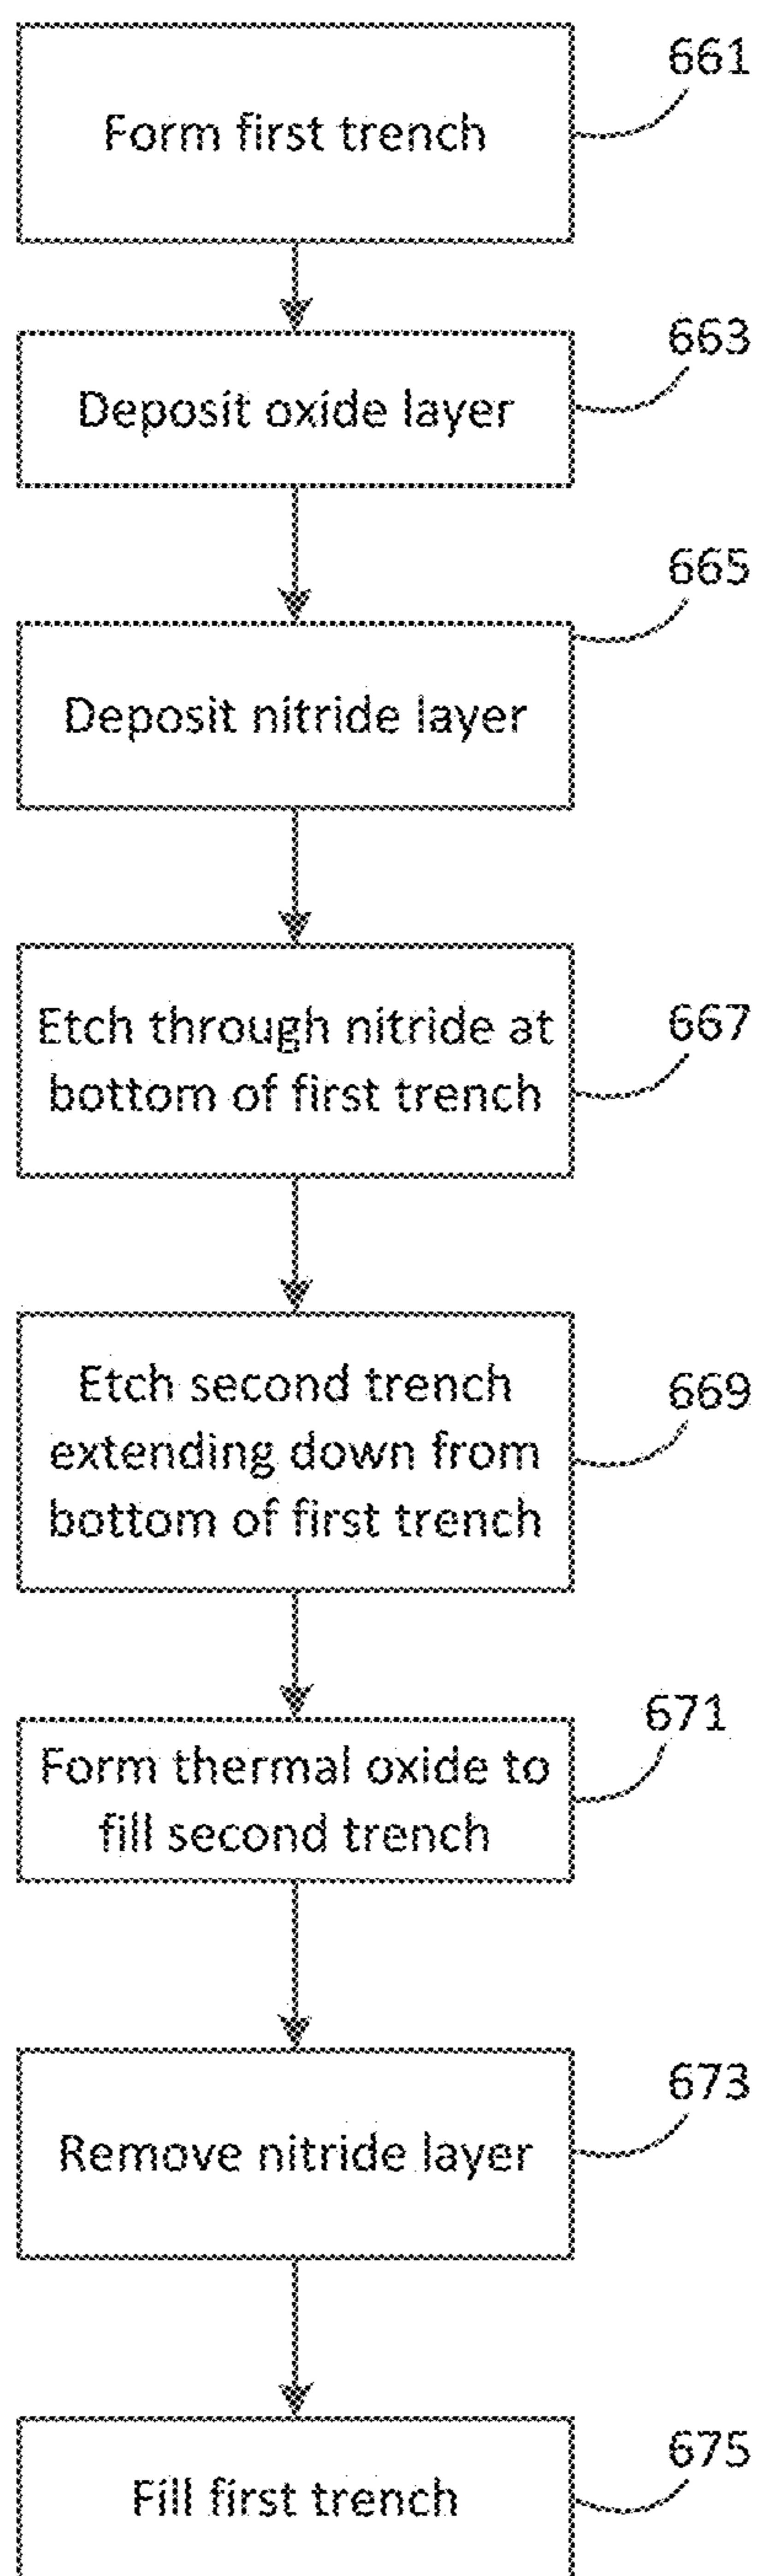 661
Form first trench
663
Deposit oxide layer
665
Deposit nitride layer
667
Etch through nitride at
bottom of first trench
669
Etch second trench
extending down from
bottom of first trench
671
Form thermal oxide to
fill second trench
673
Remove nitride layer
675
Fill first trench